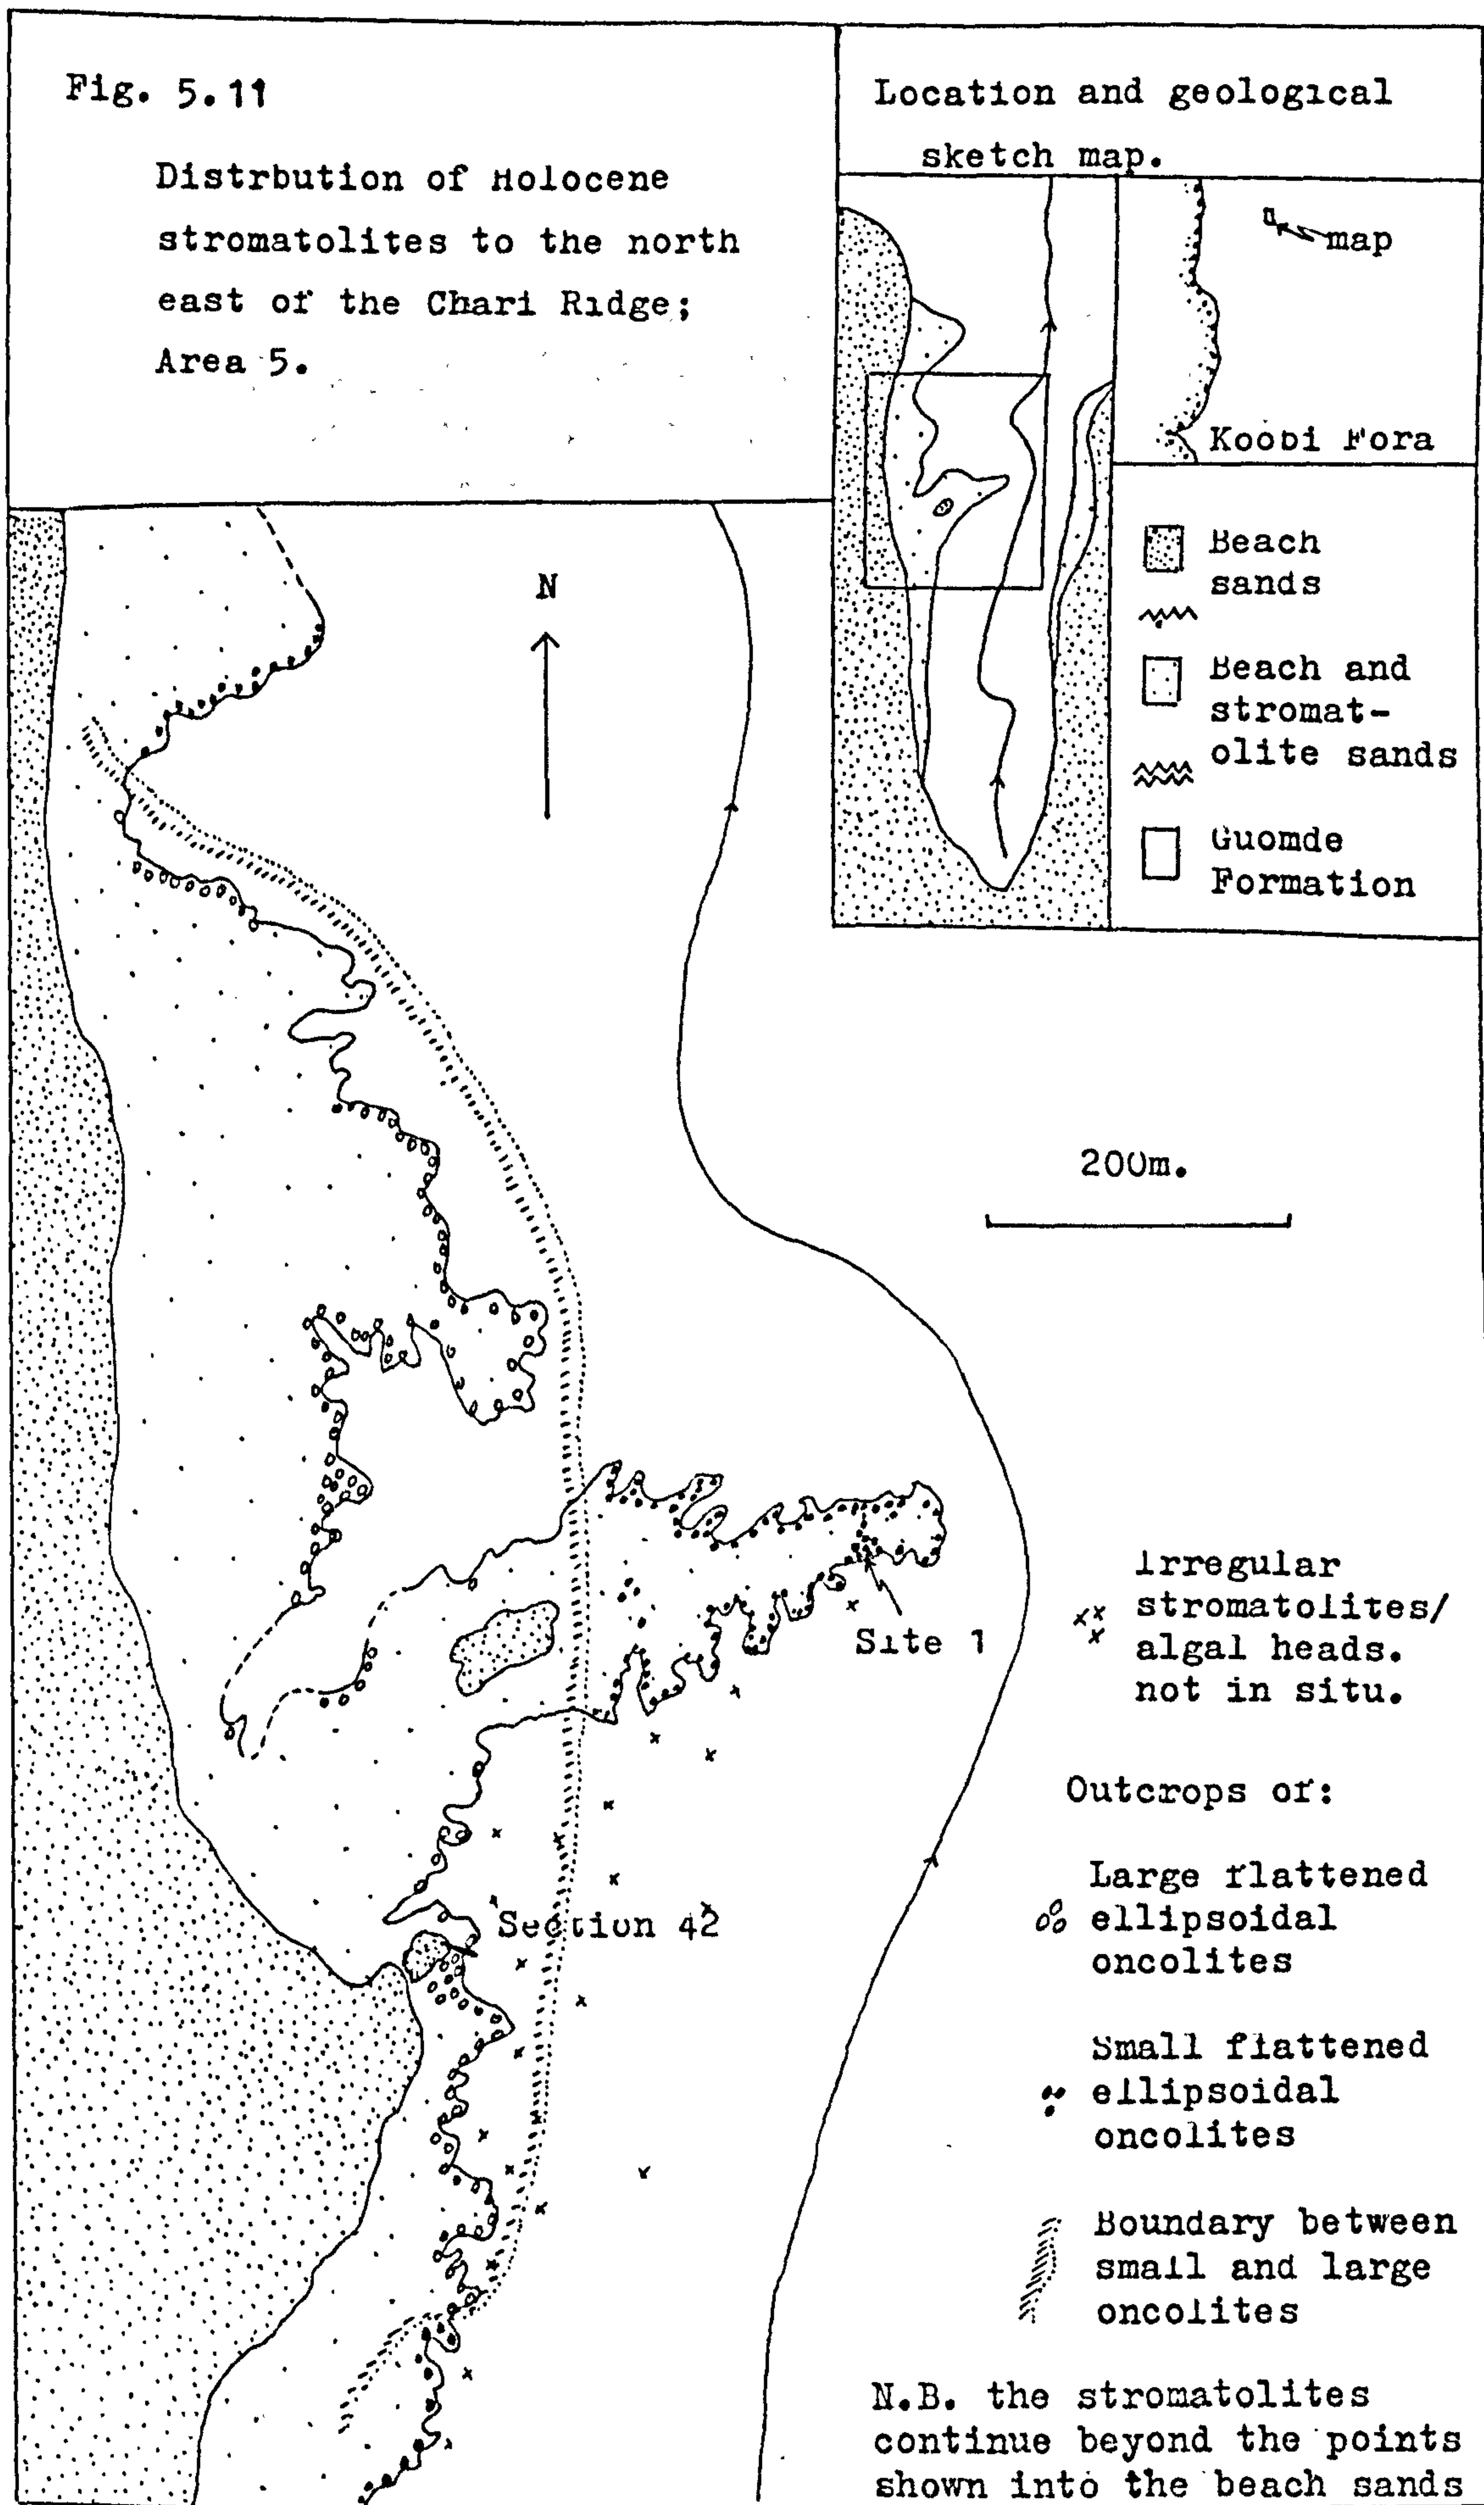 Fig. 5.11
Distrbution of Holocene
stromatolites to the north
east of the Chari Ridge;
Area 5.
Location and geological
sketch map.
map
Koobi Fora
Beach
sands
Beach and
stromat-
olite sands
Guomde
Formation
N
200m.
Site 1
Section 42
Irregular
stromatolites/
algal heads.
not in situ.
Outcrops of:
Large flattened
ellipsoidal
oncolites
Small flattened
ellipsoidal
oncolites
Boundary between
small and large
oncolites
N.B. the stromatolites
continue beyond the points
shown into the beach sands